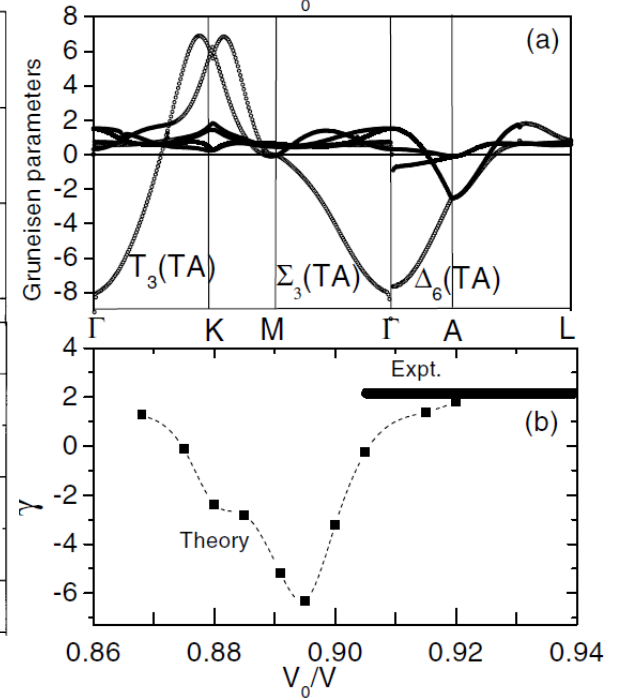 0
8
(a)
6
4
2
0
-2
-4
-6
-8
Gruneisen parameters
T3(TA)
Σ3(TA)
Δ6(TA)
Γ K M Γ A L
4
Expt.
2
(b)
0
-2
Theory
-4
-6
γ
0.86 0.88 0.90 0.92 0.94
V0/V